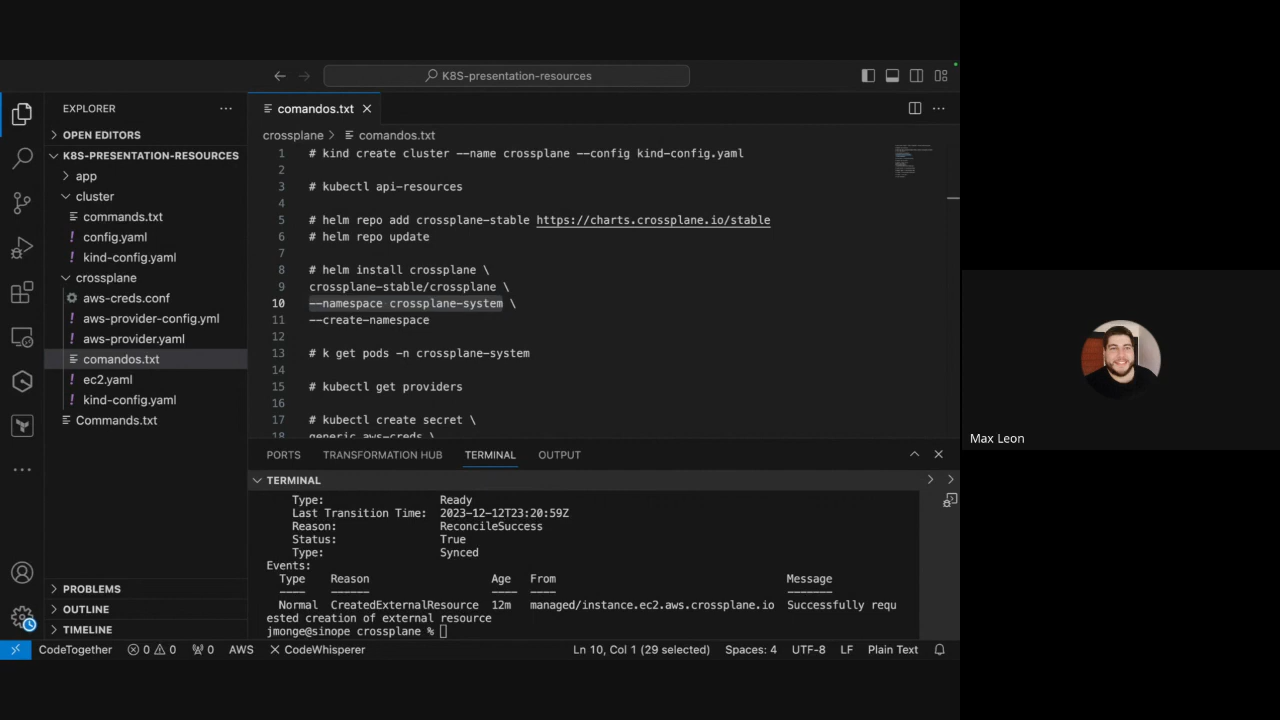 K8S-presentation-resources
EXPLORER
OPEN EDITORS
K8S-PRESENTATION-RESOURCES
app
cluster
commands.txt
config.yaml
kind-config.yaml
crossplane
aws-creds.conf
aws-provider-config.yml
aws-provider.yaml
comandos.txt
ec2.yaml
kind-config.yaml
Commands.txt
PROBLEMS
OUTLINE
TIMELINE
comandos.txt
crossplane > comandos.txt
1 # kind create cluster --name crossplane --config kind-config.yaml
2
3 # kubectl api-resources
4
5 # helm repo add crossplane-stable https://charts.crossplane.io/stable
6 # helm repo update
7
8 # helm install crossplane \
9 crossplane-stable/crossplane \
10 --namespace crossplane-system \
11 --create-namespace
12
13 # k get pods -n crossplane-system
14
15 # kubectl get providers
16
17 # kubectl create secret \
18 generic aws-creds \
PORTS TRANSFORMATION HUB TERMINAL OUTPUT
TERMINAL
Type: Ready
Last Transition Time: 2023-12-12T23:20:59Z
Reason: ReconcileSuccess
Status: True
Type: Synced
Events:
Type Reason Age From Message
---- ------ ---- ---- -------
Normal CreatedExternalResource 12m managed/instance.ec2.aws.crossplane.io Successfully requ
ested creation of external resource
jmonge@sinope crossplane %
CodeTogether 0 0 0 AWS CodeWhisperer Ln 10, Col 1 (29 selected) Spaces: 4 UTF-8 LF Plain Text
Max Leon